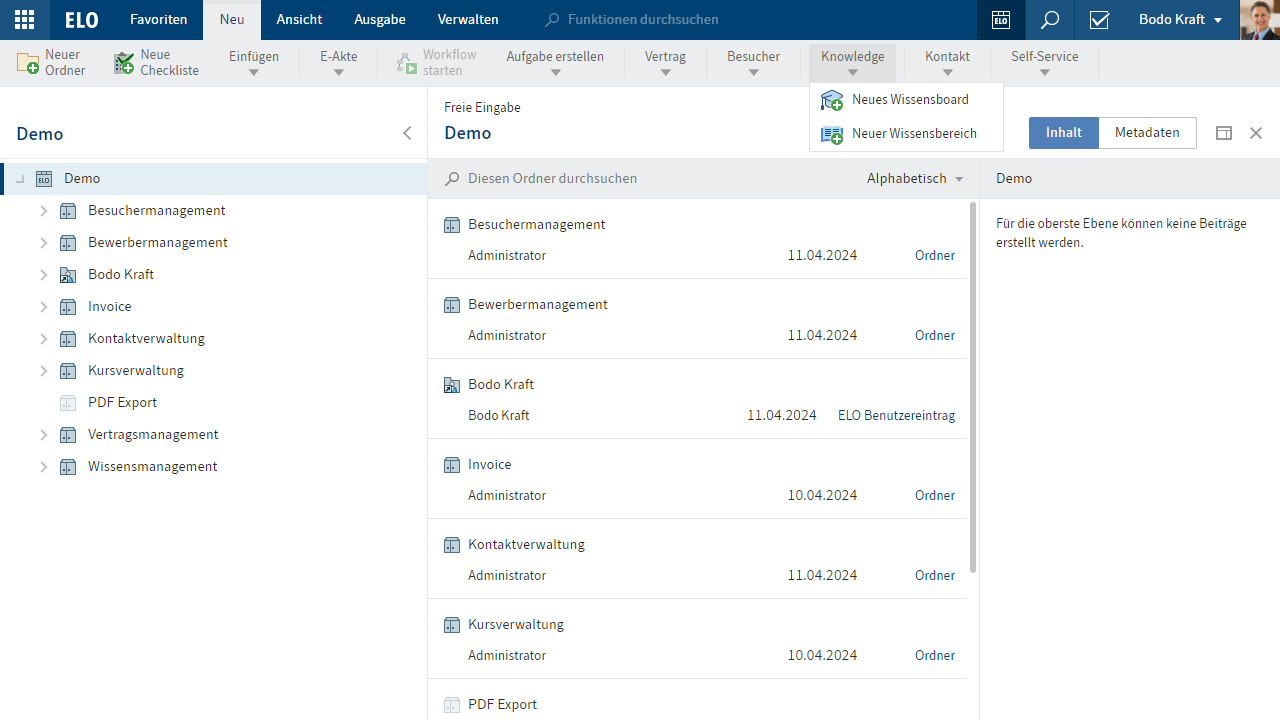 ELO
Favoriten
Neu
Ansicht
Ausgabe
Verwalten
Funktionen durchsuchen
ELO
Bodo Kraft
Neuer
Ordner
Neue
Checkliste
Einfügen
E-Akte
Workflow
starten
Aufgabe erstellen
Vertrag
Besucher
Knowledge
Kontakt
Self-Service
Neues Wissensboard
Neuer Wissensbereich
Demo
Freie Eingabe
Demo
Inhalt
Metadaten
ELO
Demo
Besuchermanagement
Bewerbermanagement
Bodo Kraft
Invoice
Kontaktverwaltung
Kursverwaltung
PDF Export
Vertragsmanagement
Wissensmanagement
Diesen Ordner durchsuchen
Alphabetisch
Besuchermanagement
Administrator 11.04.2024 Ordner
Bewerbermanagement
Administrator 11.04.2024 Ordner
Bodo Kraft
Bodo Kraft 11.04.2024 ELO Benutzereintrag
Invoice
Administrator 10.04.2024 Ordner
Kontaktverwaltung
Administrator 11.04.2024 Ordner
Kursverwaltung
Administrator 10.04.2024 Ordner
PDF Export
Demo
Für die oberste Ebene können keine Beiträge
erstellt werden.